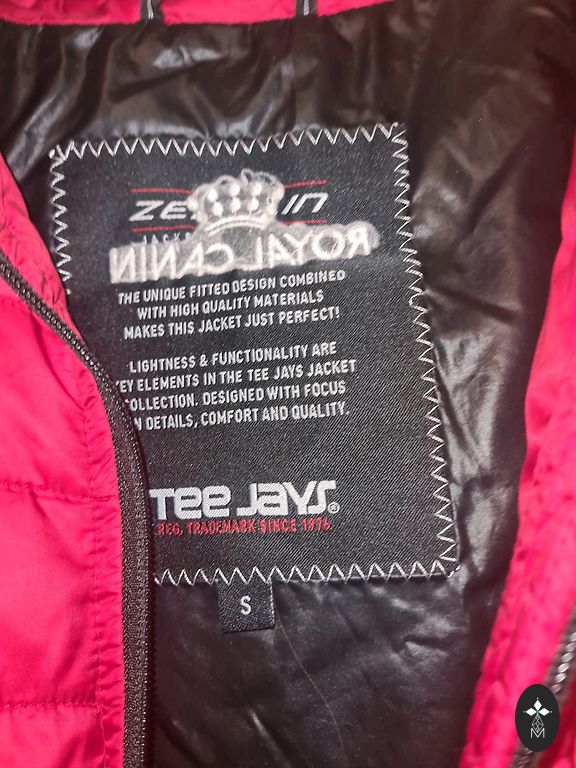 ROYAL CANIN
THE UNIQUE FITTED DESIGN COMBINED
WITH HIGH QUALITY MATERIALS
MAKES THIS JACKET JUST PERFECT!
LIGHTNESS & FUNCTIONALITY ARE
KEY ELEMENTS IN THE TEE JAYS JACKET
COLLECTION. DESIGNED WITH FOCUS
ON DETAILS, COMFORT AND QUALITY.
TEE JAYS®
REG. TRADEMARK SINCE 1976
S
M